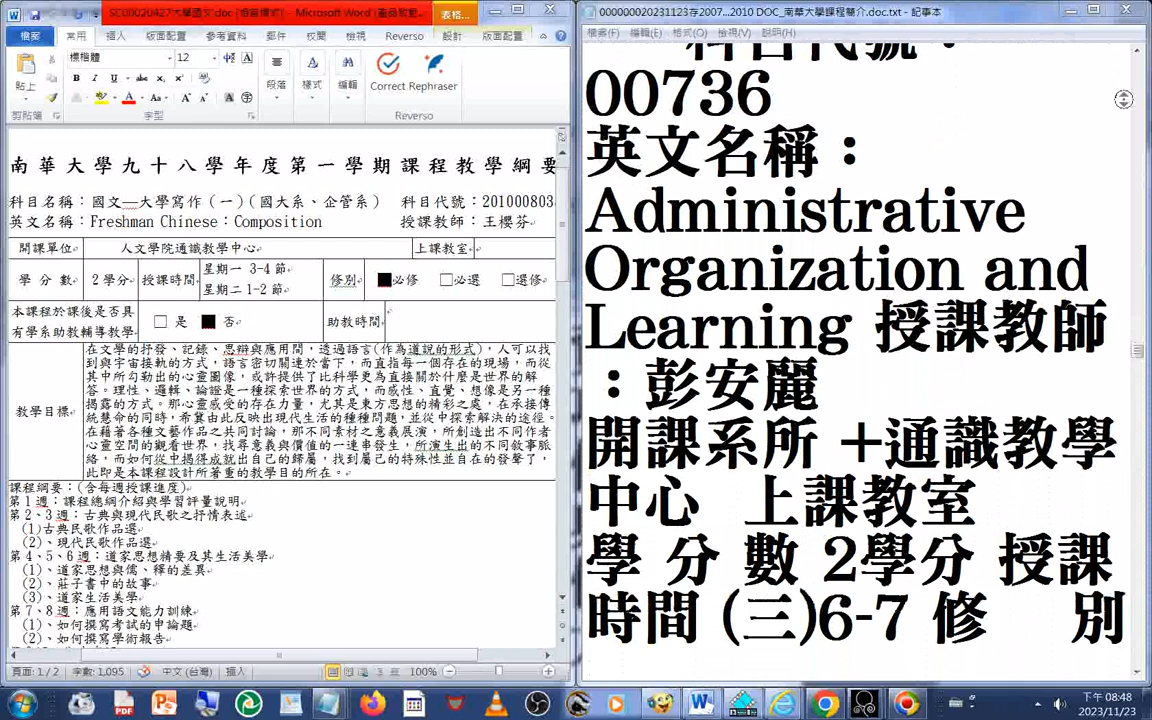 SC00020427大學國文.doc [相容模式] - Microsoft Word (產品啟動...
表格...
檔案 常用 插入 版面配置 參考資料 郵件 校閱 檢視 Reverso 設計 版面配置
標楷體 12
貼上 段落 樣式 編輯 Correct Rephraser
剪貼簿 字型 Reverso
南華大學九十八學年度第一學期課程教學綱要
科目名稱：國文—大學寫作（一）（國大系、企管系） 科目代號：201000803
英文名稱：Freshman Chinese：Composition 授課教師：王櫻芬
開課單位 人文學院通識教學中心 上課教室
學 分 數 2學分 授課時間 星期一 3-4 節 修別 ■必修 □必選 □選修
星期二 1-2 節
本課程於課後是否具 □ 是 ■ 否 助教時間
有學系助教輔導教學
教學目標
在文學的抒發、記錄、思辯與應用間，透過語言(作為道說的形式)，人可以找
到與宇宙接軌的方式，語言密切關連於當下，而直指每一個存在的現場，而從
其中所勾勒出的心靈圖像，或許提供了比科學更為直接關於什麼是世界的解
答。理性、邏輯、論證是一種探索世界的方式，而感性、直覺、想像是另一種
揭露的方式。那心靈感受的存在力量，尤其是東方思想的精彩之處，在承接傳
統慧命的同時，希冀由此反映出現代生活的種種問題，並從中探索解決的途徑。
在藉著各種文藝作品之共同討論，那不同素材之意義展演，所創造出不同作者
心靈空間的觀看世界，找尋意義與價值的一連串發生，所演生出的不同敘事脈
絡，而如何從中揭得成就出自己的歸屬，找到屬己的特殊性並自在的發聲了，
此即是本課程設計所著重的教學目的所在。
課程綱要：(含每週授課進度)
第１週：課程總綱介紹與學習評量說明
第２、３週：古典與現代民歌之抒情表述
(1)古典民歌作品選
(2)、現代民歌作品選
第４、５、６週：道家思想精要及其生活美學
(1)、道家思想與儒、釋的差異
(2)、莊子書中的故事
(3)、道家生活美學
第７、８週：應用語文能力訓練
(1)、如何撰寫考試的申論題
(2)、如何撰寫學術報告
頁面: 1/2 字數: 1,095 中文 (台灣) 插入 100%
000000020231123存2007...2010 DOC_南華大學課程簡介.doc.txt - 記事本
檔案(F) 編輯(E) 格式(O) 檢視(V) 說明(H)
科目代號：
00736
英文名稱：
Administrative
Organization and
Learning 授課教師
：彭安麗
開課系所 +通識教學
中心 上課教室
學 分 數 2學分 授課
時間 (三)6-7 修 別
下午 08:48
2023/11/23